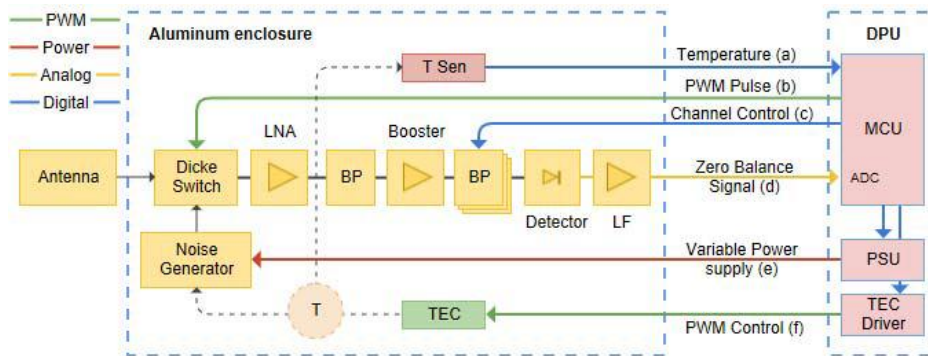 PWM
Power
Analog
Digital
Aluminum enclosure
DPU
T Sen
Temperature (a)
PWM Pulse (b)
Channel Control (c)
MCU
LNA
Booster
Antenna
Dicke
Switch
BP
BP
Zero Balance
Signal (d)
ADC
Detector
LF
Noise
Generator
Variable Power
supply (e)
PSU
T
TEC
PWM Control (f)
TEC
Driver